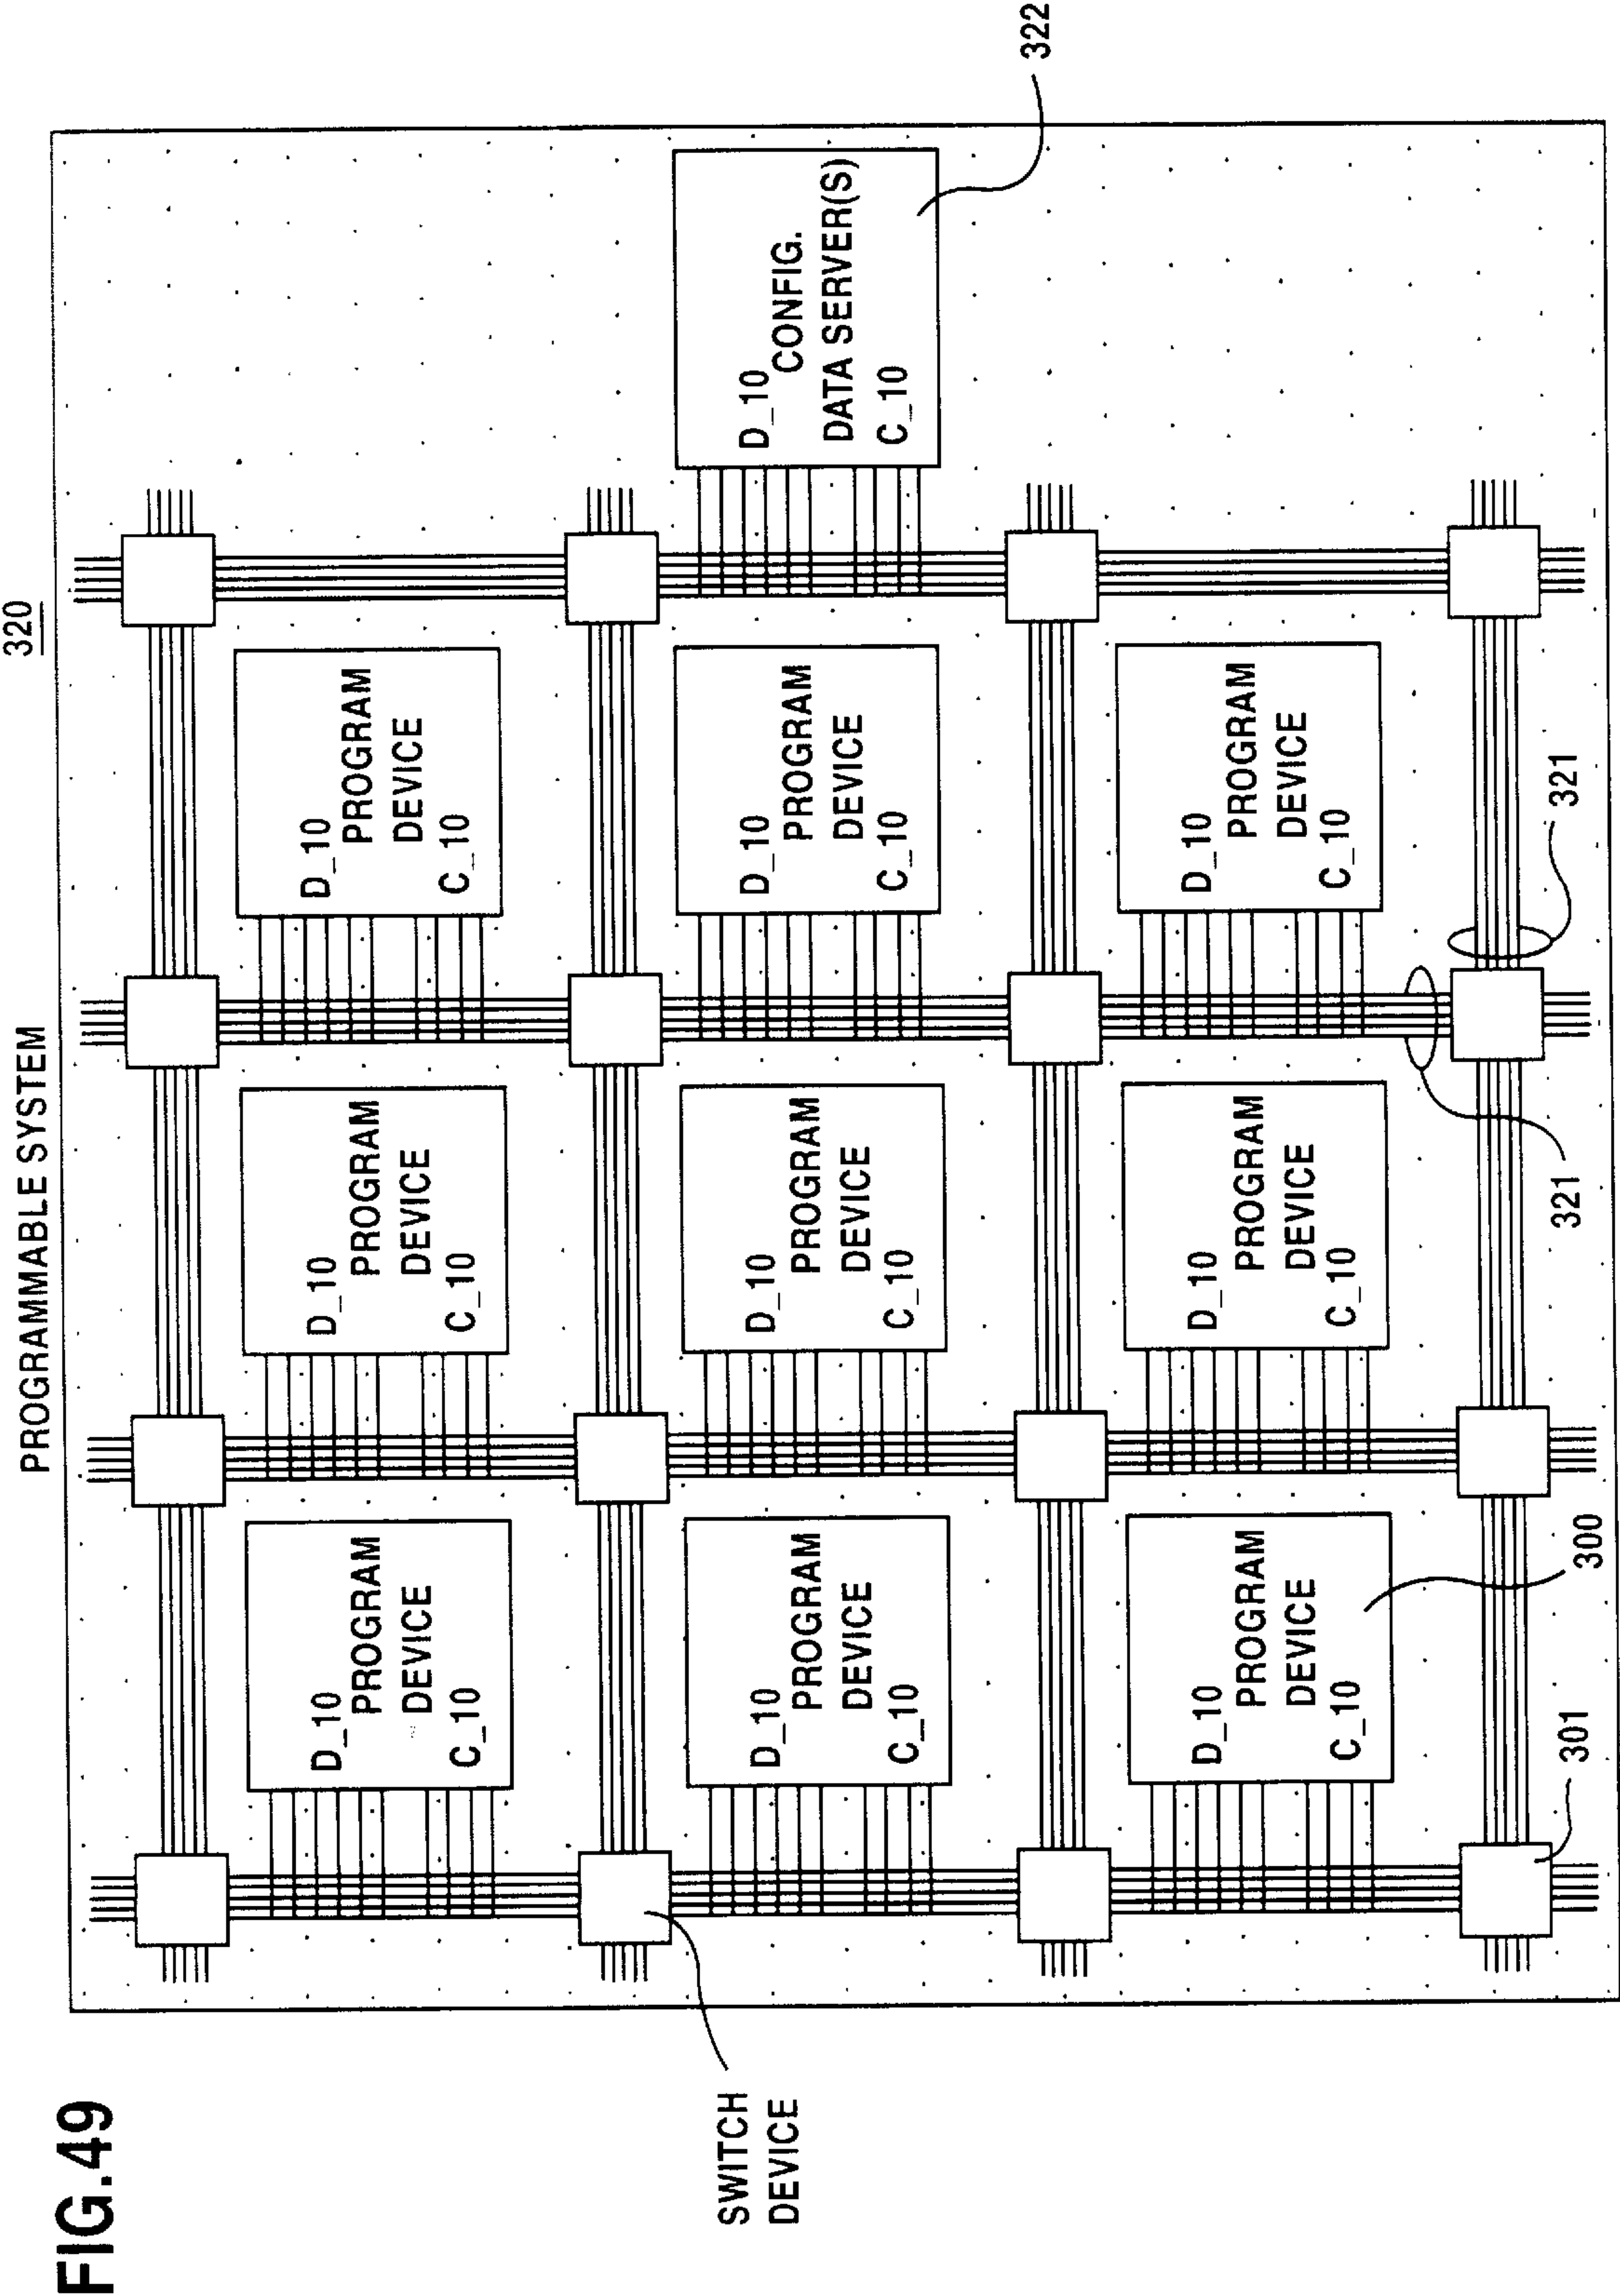 FIG.49
PROGRAMMABLE SYSTEM
320
D_10
PROGRAM
DEVICE
C_10
D_10
PROGRAM
DEVICE
C_10
D_10
PROGRAM
DEVICE
C_10
SWITCH
DEVICE
D_10
PROGRAM
DEVICE
C_10
D_10
PROGRAM
DEVICE
C_10
D_10
PROGRAM
DEVICE
C_10
D_10
CONFIG.
DATA SERVER(S)
C_10
322
D_10
PROGRAM
DEVICE
C_10
D_10
PROGRAM
DEVICE
C_10
D_10
PROGRAM
DEVICE
C_10
301
300
321
321